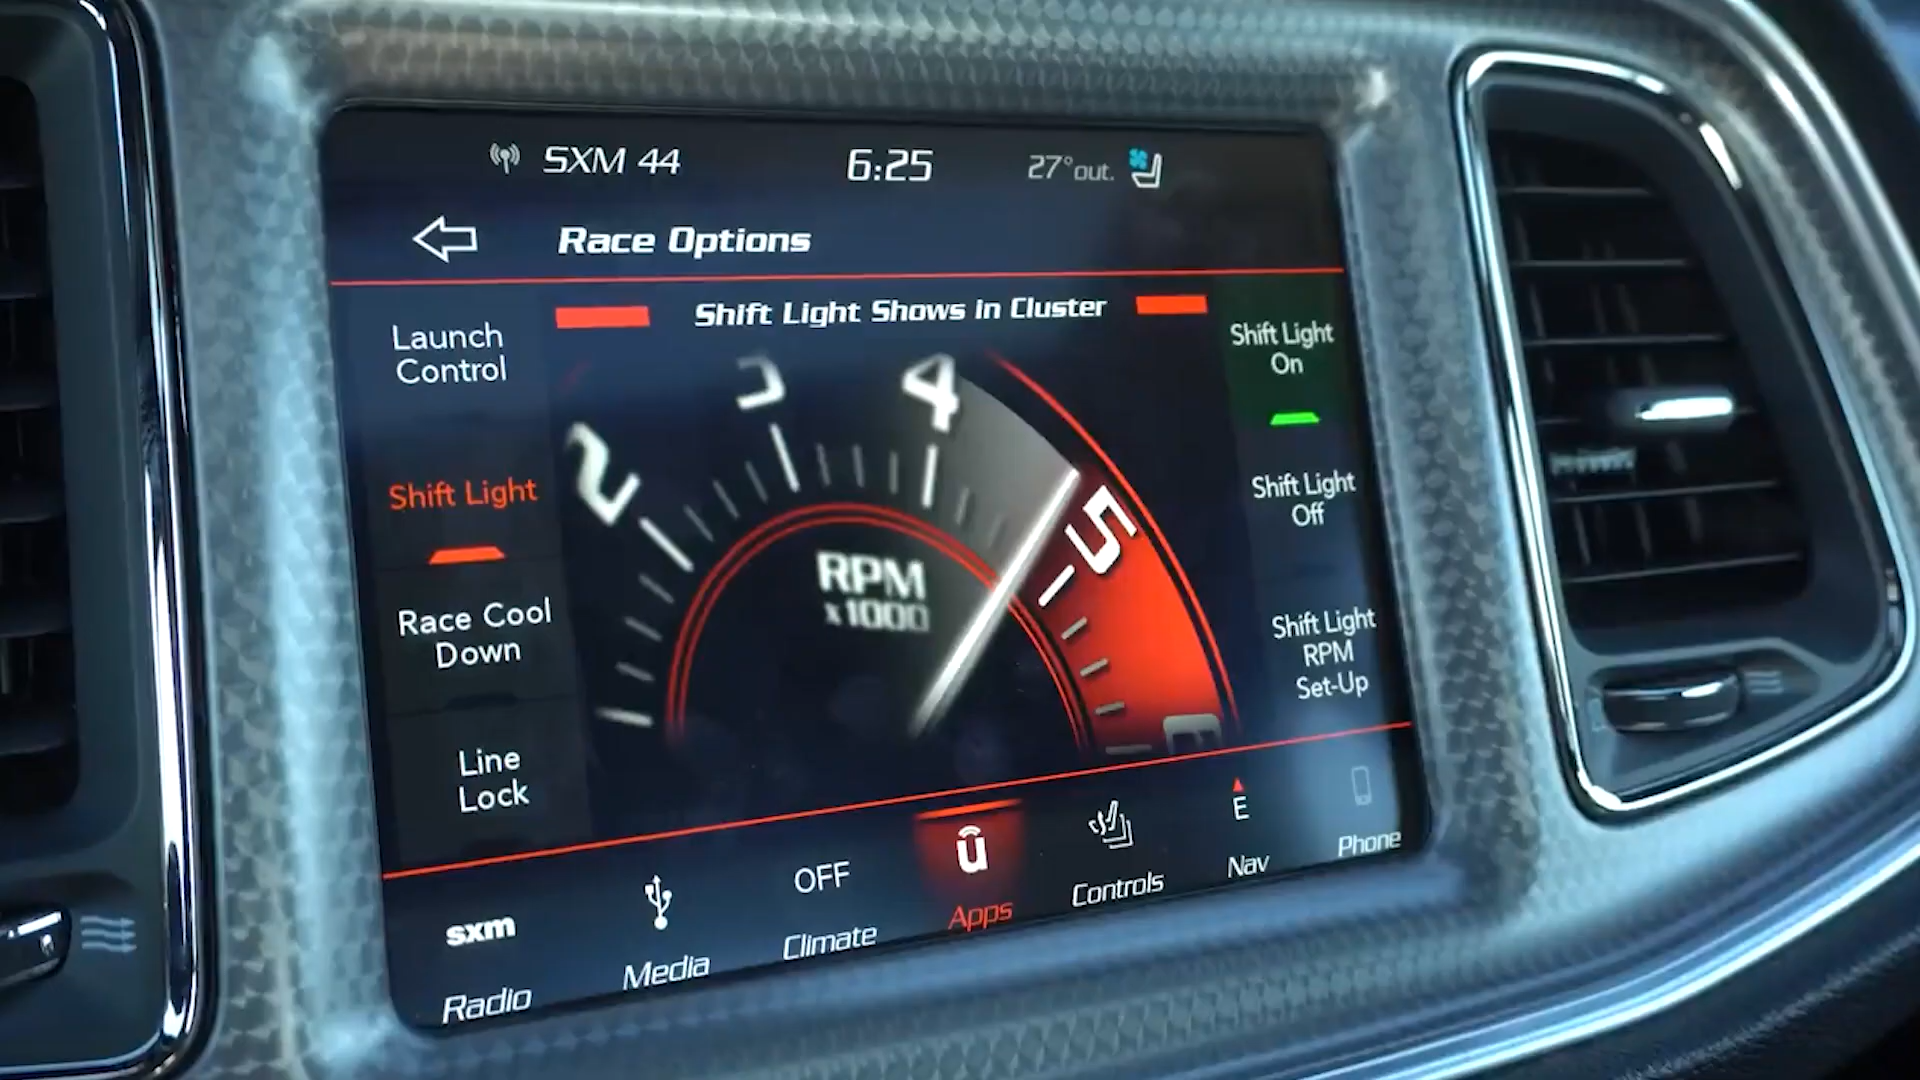 SXM 44
6:25
27° out.
Race Options
Shift Light Shows in Cluster
Launch
Control
Shift Light
Race Cool
Down
Line
Lock
2
3
4
5
RPM
x1000
Shift Light
On
Shift Light
Off
Shift Light
RPM
Set-Up
sxm
Radio
Media
OFF
Climate
Apps
Controls
E
Nav
Phone